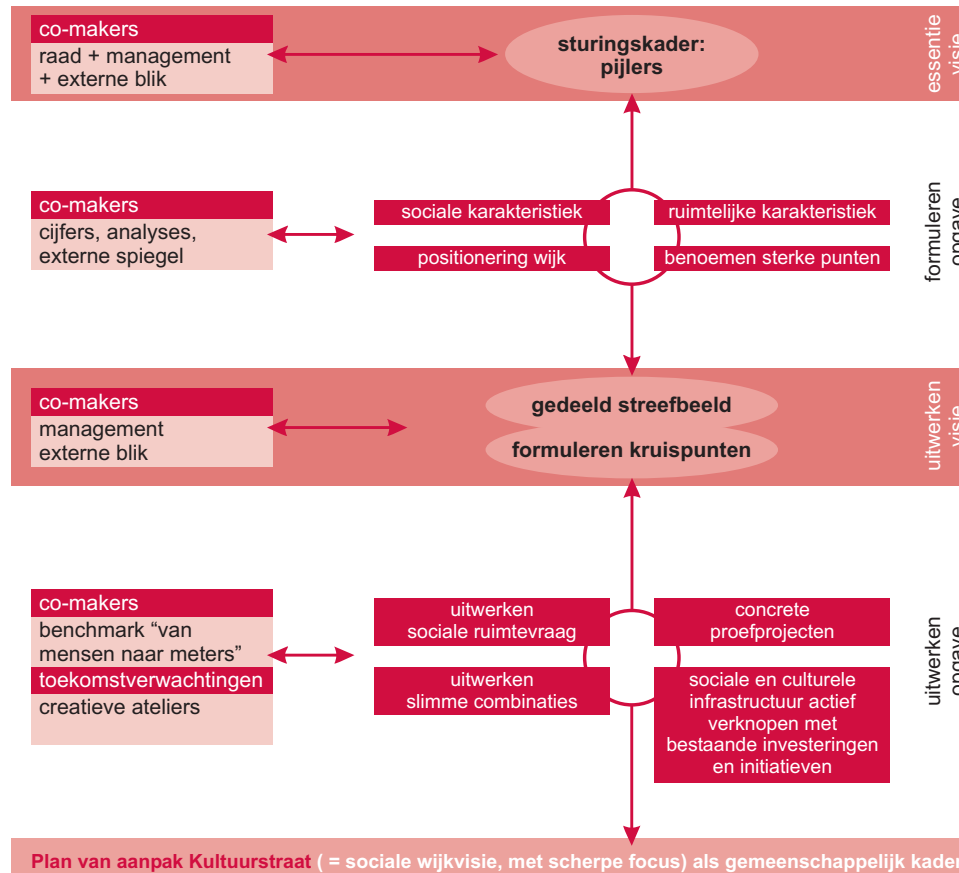 co-makers
raad + management
+ externe blik
sturingskader:
pijlers
essentie
visie
co-makers
cijfers, analyses,
externe spiegel
sociale karakteristiek
ruimtelijke karakteristiek
positionering wijk
benoemen sterke punten
formuleren
opgave
co-makers
management
externe blik
gedeeld streefbeeld
formuleren kruispunten
uitwerken
visie
co-makers
benchmark “van
mensen naar meters”
toekomstverwachtingen
creatieve ateliers
uitwerken
sociale ruimtevraag
concrete
proefprojecten
uitwerken
slimme combinaties
sociale en culturele
infrastructuur actief
verknopen met
bestaande investeringen
en initiatieven
uitwerken
opgave
Plan van aanpak Kultuurstraat ( = sociale wijkvisie, met scherpe focus) als gemeenschappelijk kader